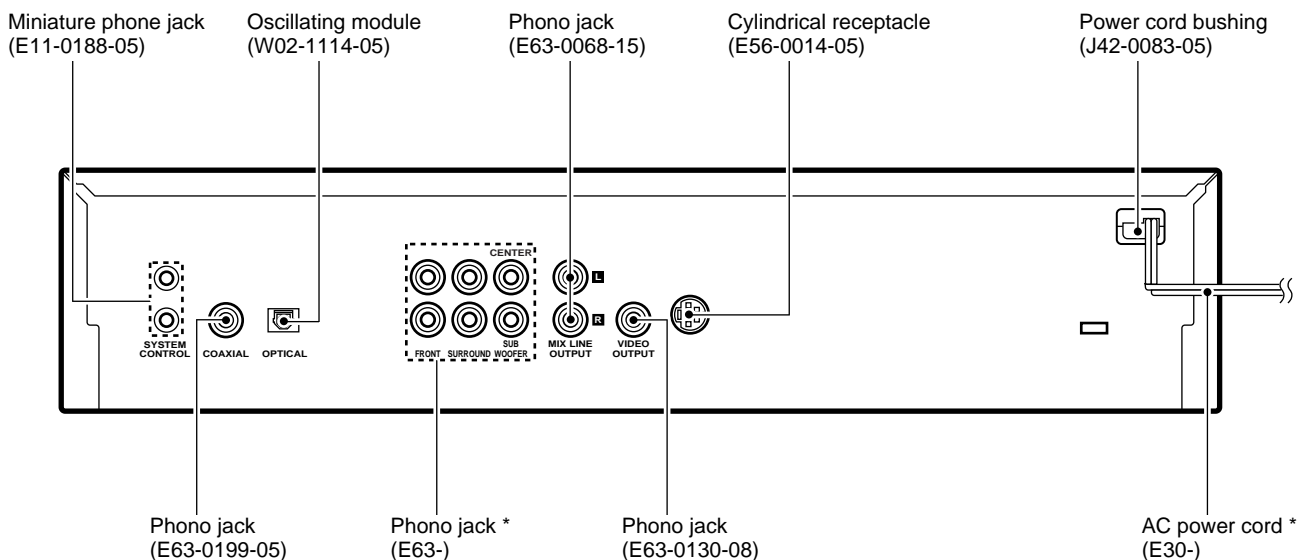 Miniature phone jack
(E11-0188-05)
Oscillating module
(W02-1114-05)
Phono jack
(E63-0068-15)
Cylindrical receptacle
(E56-0014-05)
Power cord bushing
(J42-0083-05)
CENTER
L
R
SYSTEM
CONTROL
COAXIAL
OPTICAL
FRONT
SURROUND
SUB
WOOFER
MIX LINE
OUTPUT
VIDEO
OUTPUT
Phono jack
(E63-0199-05)
Phono jack *
(E63-)
Phono jack
(E63-0130-08)
AC power cord *
(E30-)